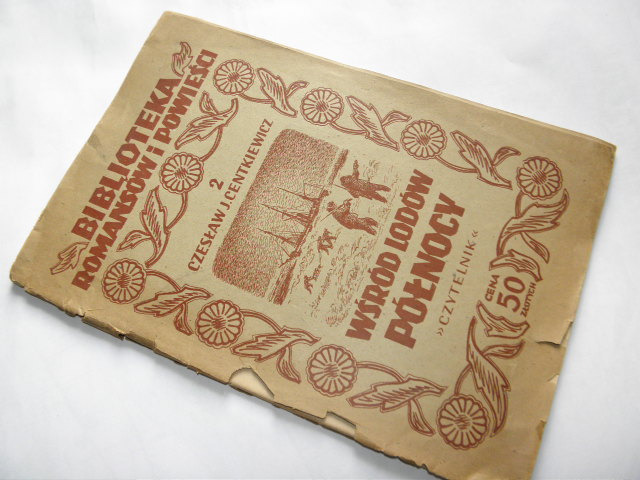 BIBLIOTEKA
ROMANSÓW i POWIEŚCI
2
CZESŁAW J. CENTKIEWICZ
WŚRÓD LODÓW
PÓŁNOCY
»CZYTELNIK«
CENA
50
ZŁOTYCH